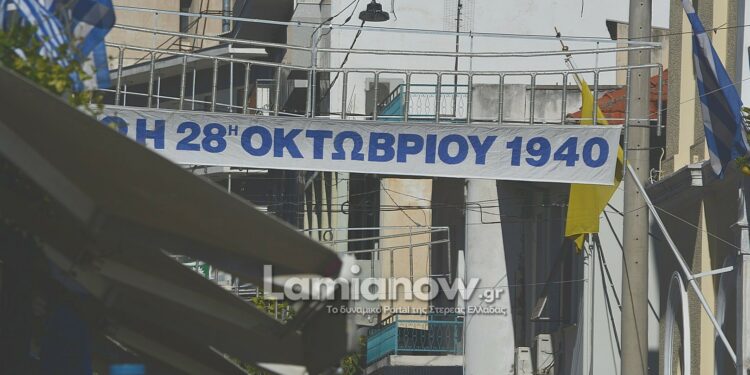 Ω Η 28η ΟΚΤΩΒΡΙΟΥ 1940
Lamianow.gr
Το δυναμικό Portal της Στερεάς Ελλάδας